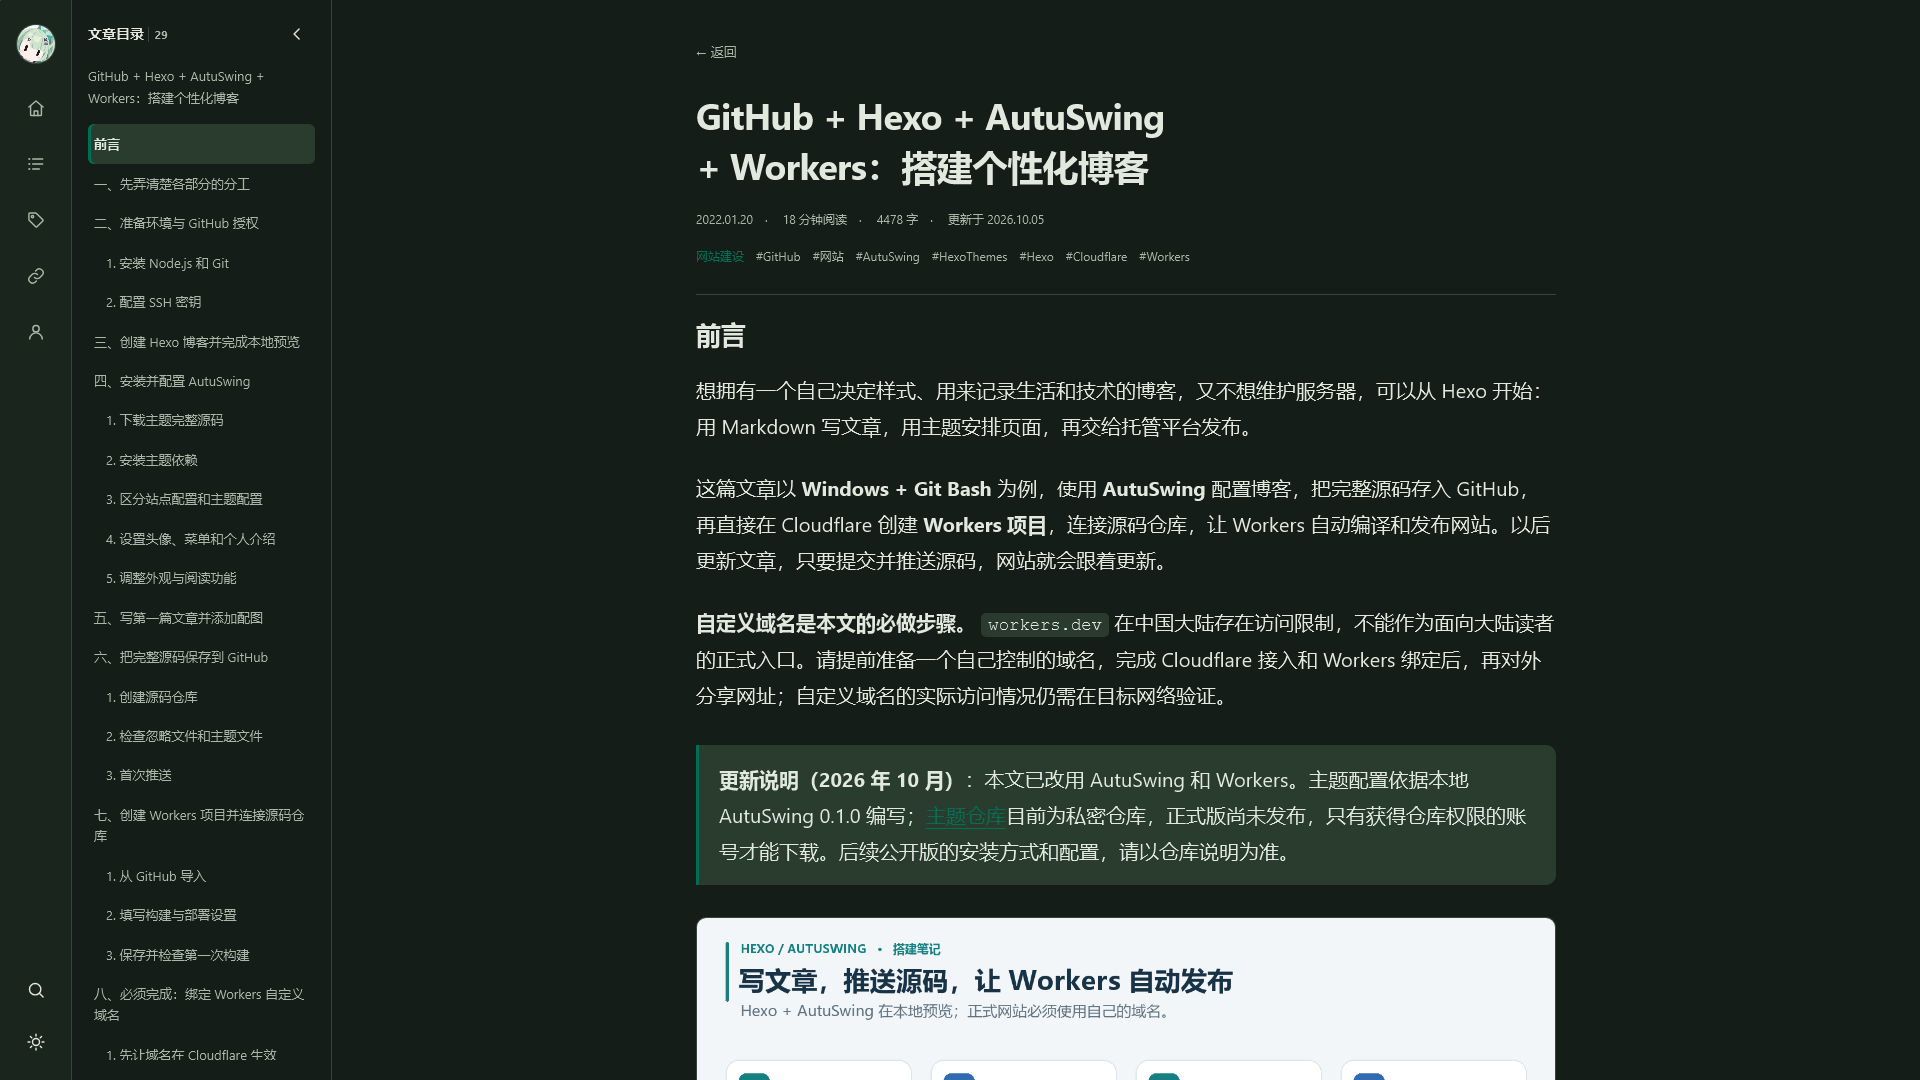 文章目录 29
GitHub + Hexo + AutuSwing +
Workers：搭建个性化博客
前言
一、先弄清楚各部分的分工
二、准备环境与 GitHub 授权
1. 安装 Node.js 和 Git
2. 配置 SSH 密钥
三、创建 Hexo 博客并完成本地预览
四、安装并配置 AutuSwing
1. 下载主题完整源码
2. 安装主题依赖
3. 区分站点配置和主题配置
4. 设置头像、菜单和个人介绍
5. 调整外观与阅读功能
五、写第一篇文章并添加配图
六、把完整源码保存到 GitHub
1. 创建源码仓库
2. 检查忽略文件和主题文件
3. 首次推送
七、创建 Workers 项目并连接源码仓
库
1. 从 GitHub 导入
2. 填写构建与部署设置
3. 保存并检查第一次构建
八、必须完成：绑定 Workers 自定义
域名
1. 先让域名在 Cloudflare 生效
← 返回
GitHub + Hexo + AutuSwing
+ Workers：搭建个性化博客
2022.01.20 · 18 分钟阅读 · 4478 字 · 更新于 2026.10.05
网站建设 #GitHub #网站 #AutuSwing #HexoThemes #Hexo #Cloudflare #Workers
前言
想拥有一个自己决定样式、用来记录生活和技术的博客，又不想维护服务器，可以从 Hexo 开始：
用 Markdown 写文章，用主题安排页面，再交给托管平台发布。
这篇文章以 Windows + Git Bash 为例，使用 AutuSwing 配置博客，把完整源码存入 GitHub，
再直接在 Cloudflare 创建 Workers 项目，连接源码仓库，让 Workers 自动编译和发布网站。以后
更新文章，只要提交并推送源码，网站就会跟着更新。
自定义域名是本文的必做步骤。 workers.dev 在中国大陆存在访问限制，不能作为面向大陆读者
的正式入口。请提前准备一个自己控制的域名，完成 Cloudflare 接入和 Workers 绑定后，再对外
分享网址；自定义域名的实际访问情况仍需在目标网络验证。
更新说明（2026 年 10 月）：本文已改用 AutuSwing 和 Workers。主题配置依据本地
AutuSwing 0.1.0 编写；主题仓库目前为私密仓库，正式版尚未发布，只有获得仓库权限的账
号才能下载。后续公开版的安装方式和配置，请以仓库说明为准。
HEXO / AUTUSWING • 搭建笔记
写文章，推送源码，让 Workers 自动发布
Hexo + AutuSwing 在本地预览；正式网站必须使用自己的域名。